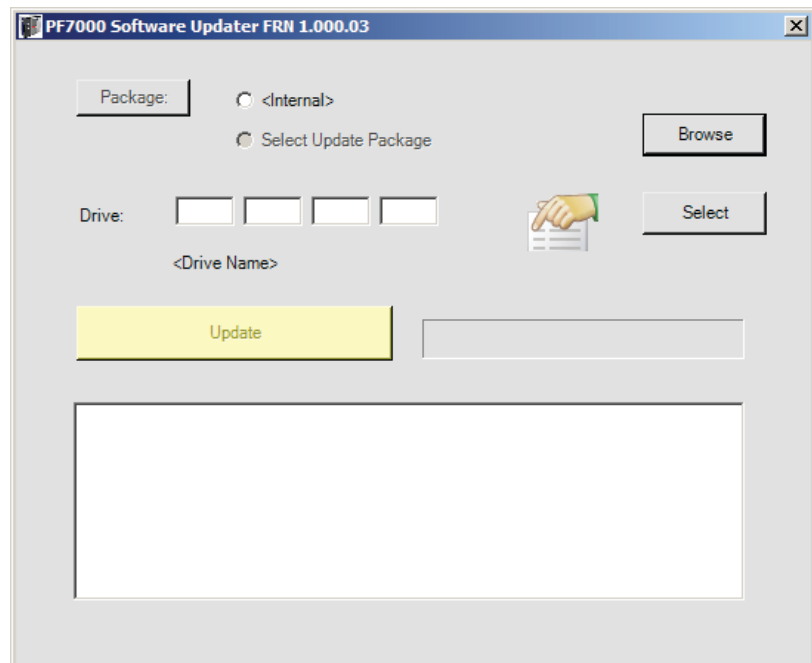 PF7000 Software Updater FRN 1.000.03
Package:
<Internal>
Select Update Package
Browse
Drive:
Select
<Drive Name>
Update